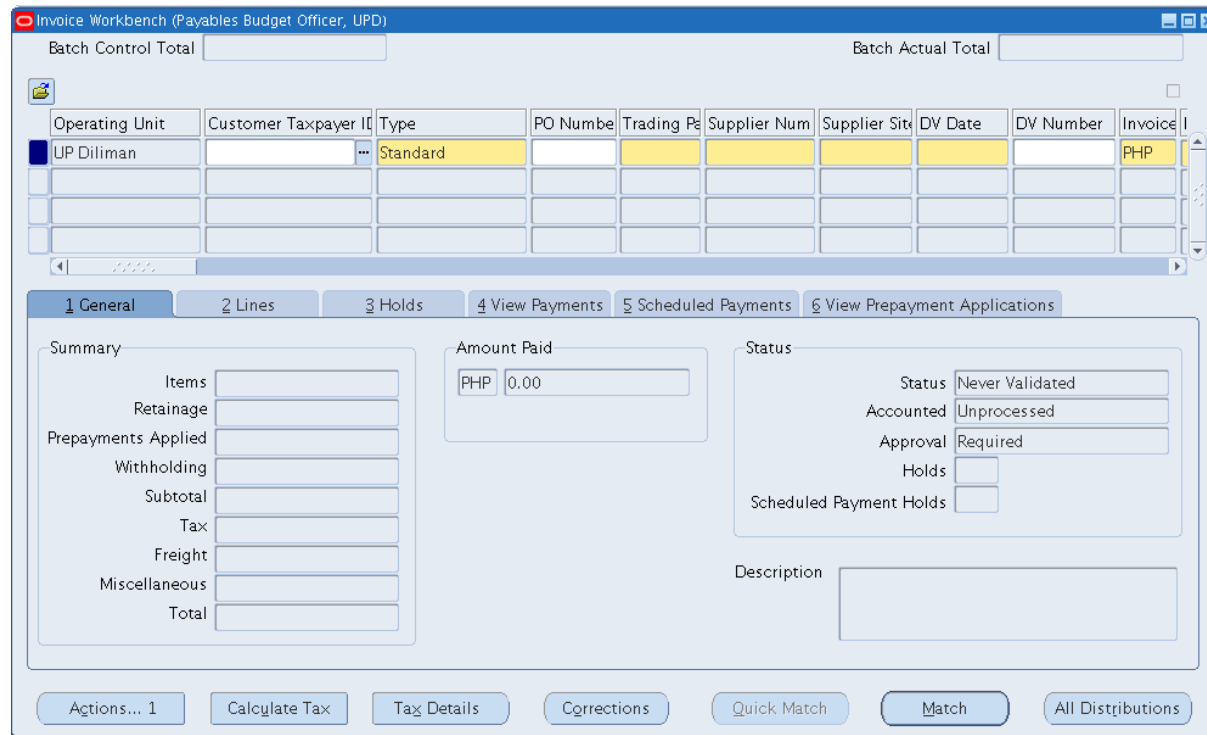 Invoice Workbench (Payables Budget Officer, UPD)
Batch Control Total Batch Actual Total
Operating Unit Customer Taxpayer ID Type PO Numbe Trading Pa Supplier Num Supplier Site DV Date DV Number Invoice I
UP Diliman ... Standard PHP
1 General 2 Lines 3 Holds 4 View Payments 5 Scheduled Payments 6 View Prepayment Applications
Summary Amount Paid Status
Items PHP 0.00 Status Never Validated
Retainage Accounted Unprocessed
Prepayments Applied Approval Required
Withholding Holds
Subtotal Scheduled Payment Holds
Tax
Freight
Miscellaneous Description
Total
Actions... 1 Calculate Tax Tax Details Corrections Quick Match Match All Distributions